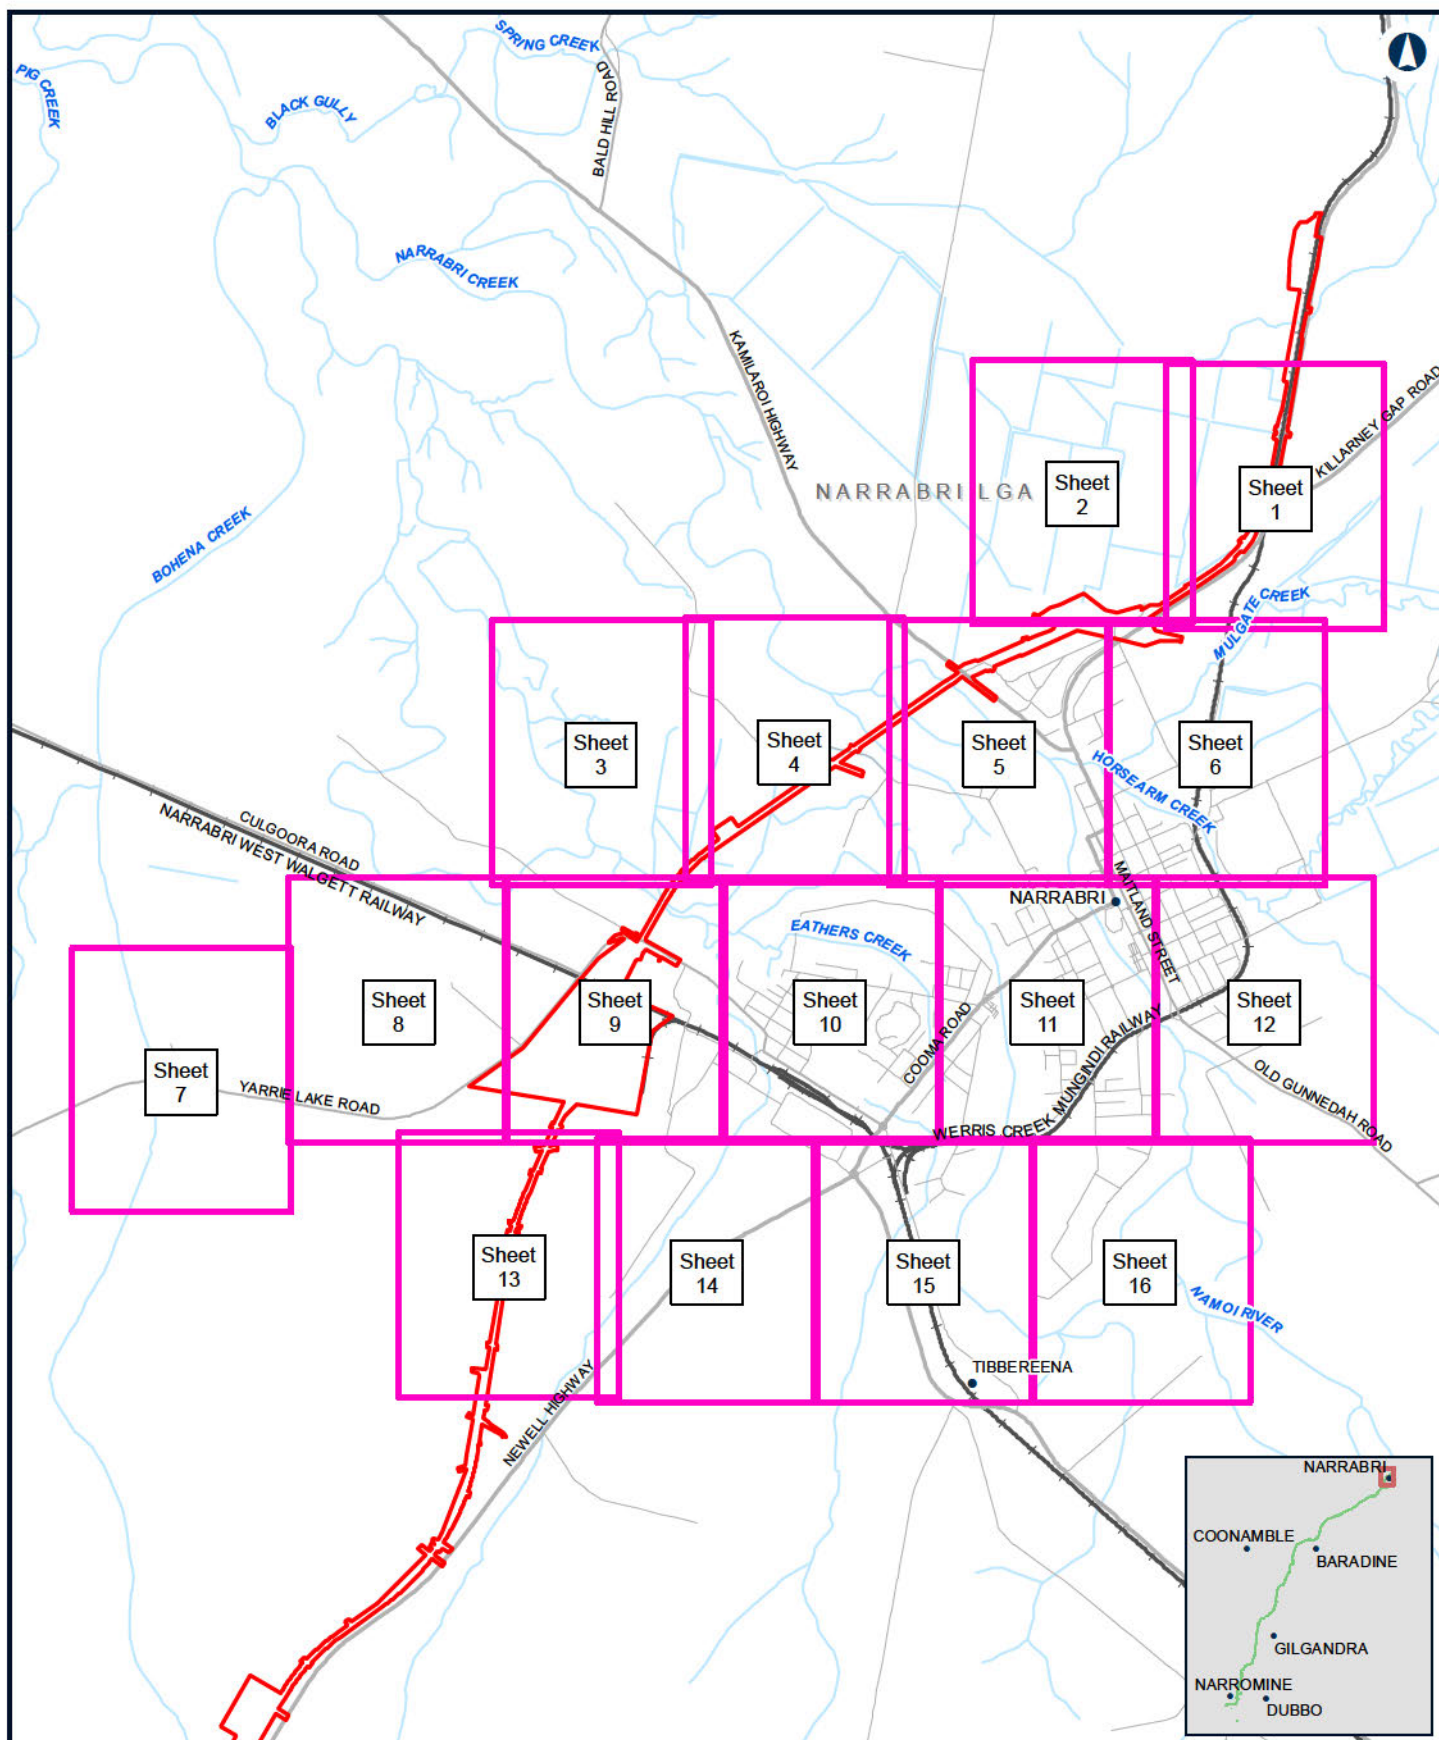 SPRING CREEK
PIG CREEK
BALD HILL ROAD
BLACK GULLY
NARRABRI CREEK
KAMILAROI HIGHWAY
KILLARNEY GAP ROAD
NARRABRI LGA
Sheet
2
Sheet
1
BOHENA CREEK
MULGATE CREEK
Sheet
3
Sheet
4
Sheet
5
Sheet
6
HORSEARM CREEK
CULGOORA ROAD
NARRABRI WEST WALGETT RAILWAY
MAITLAND STREET
NARRABRI
EATHERS CREEK
Sheet
8
Sheet
9
Sheet
10
Sheet
11
Sheet
12
COOMA ROAD
Sheet
7
YARRIE LAKE ROAD
WERRIS CREEK MUNGINDI RAILWAY
OLD GUNNEDAH ROAD
Sheet
13
Sheet
14
Sheet
15
Sheet
16
NAMOI RIVER
TIBBEREENA
NEWELL HIGHWAY
NARRABRI
COONAMBLE
BARADINE
GILGANDRA
NARROMINE
DUBBO